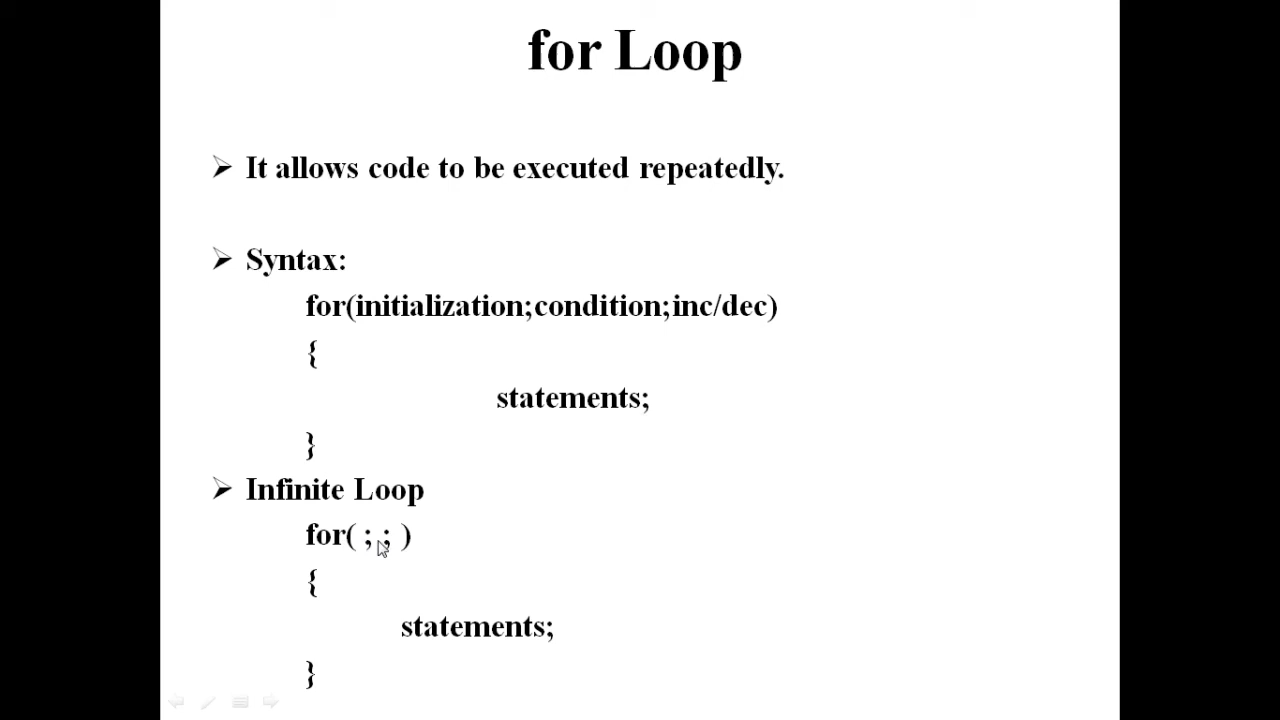 for Loop
It allows code to be executed repeatedly.
Syntax:
for(initialization;condition;inc/dec)
{
statements;
}
Infinite Loop
for( ; ; )
{
statements;
}